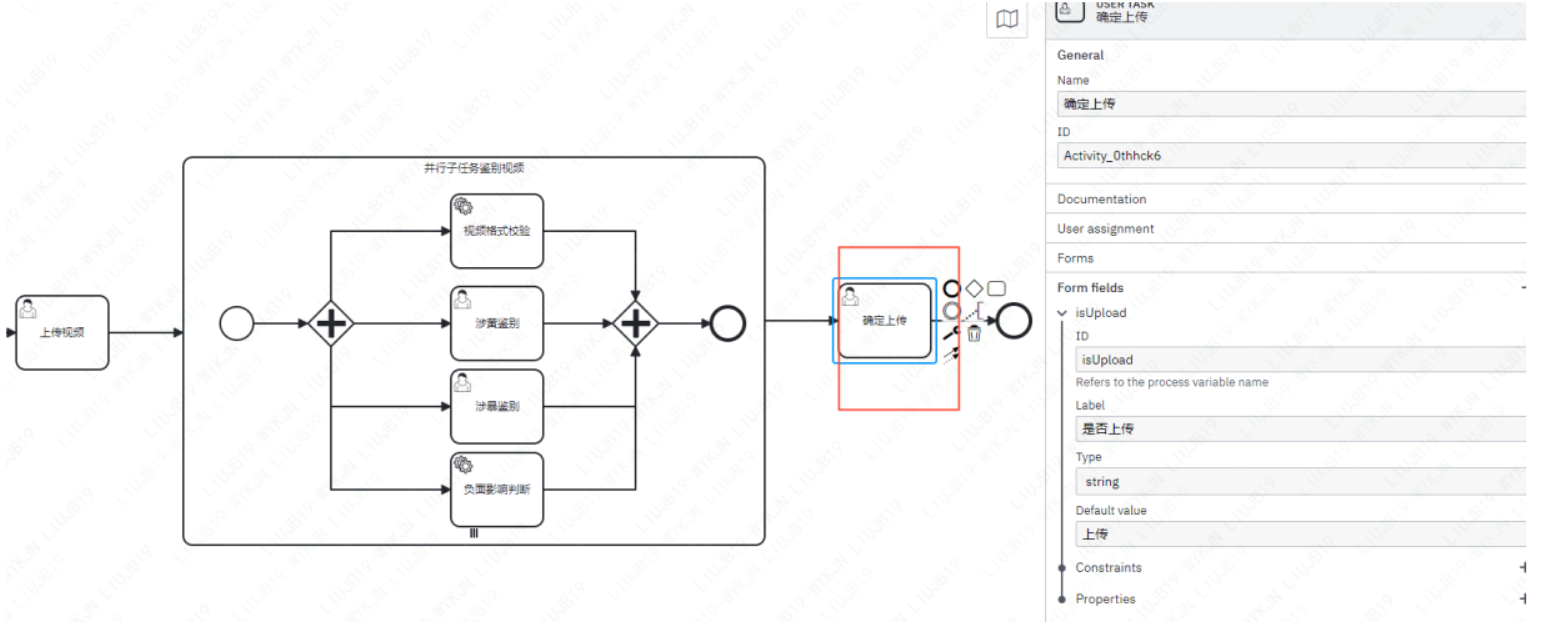 USER TASK
确定上传
General
Name
确定上传
ID
Activity_0thhck6
Documentation
User assignment
Forms
Form fields
isUpload
ID
isUpload
Refers to the process variable name
Label
是否上传
Type
string
Default value
上传
Constraints
Properties
并行子任务鉴别视频
视频格式校验
上传视频
涉黄鉴别
确定上传
涉暴鉴别
负面影响判断
LIUJB19-WYKJN